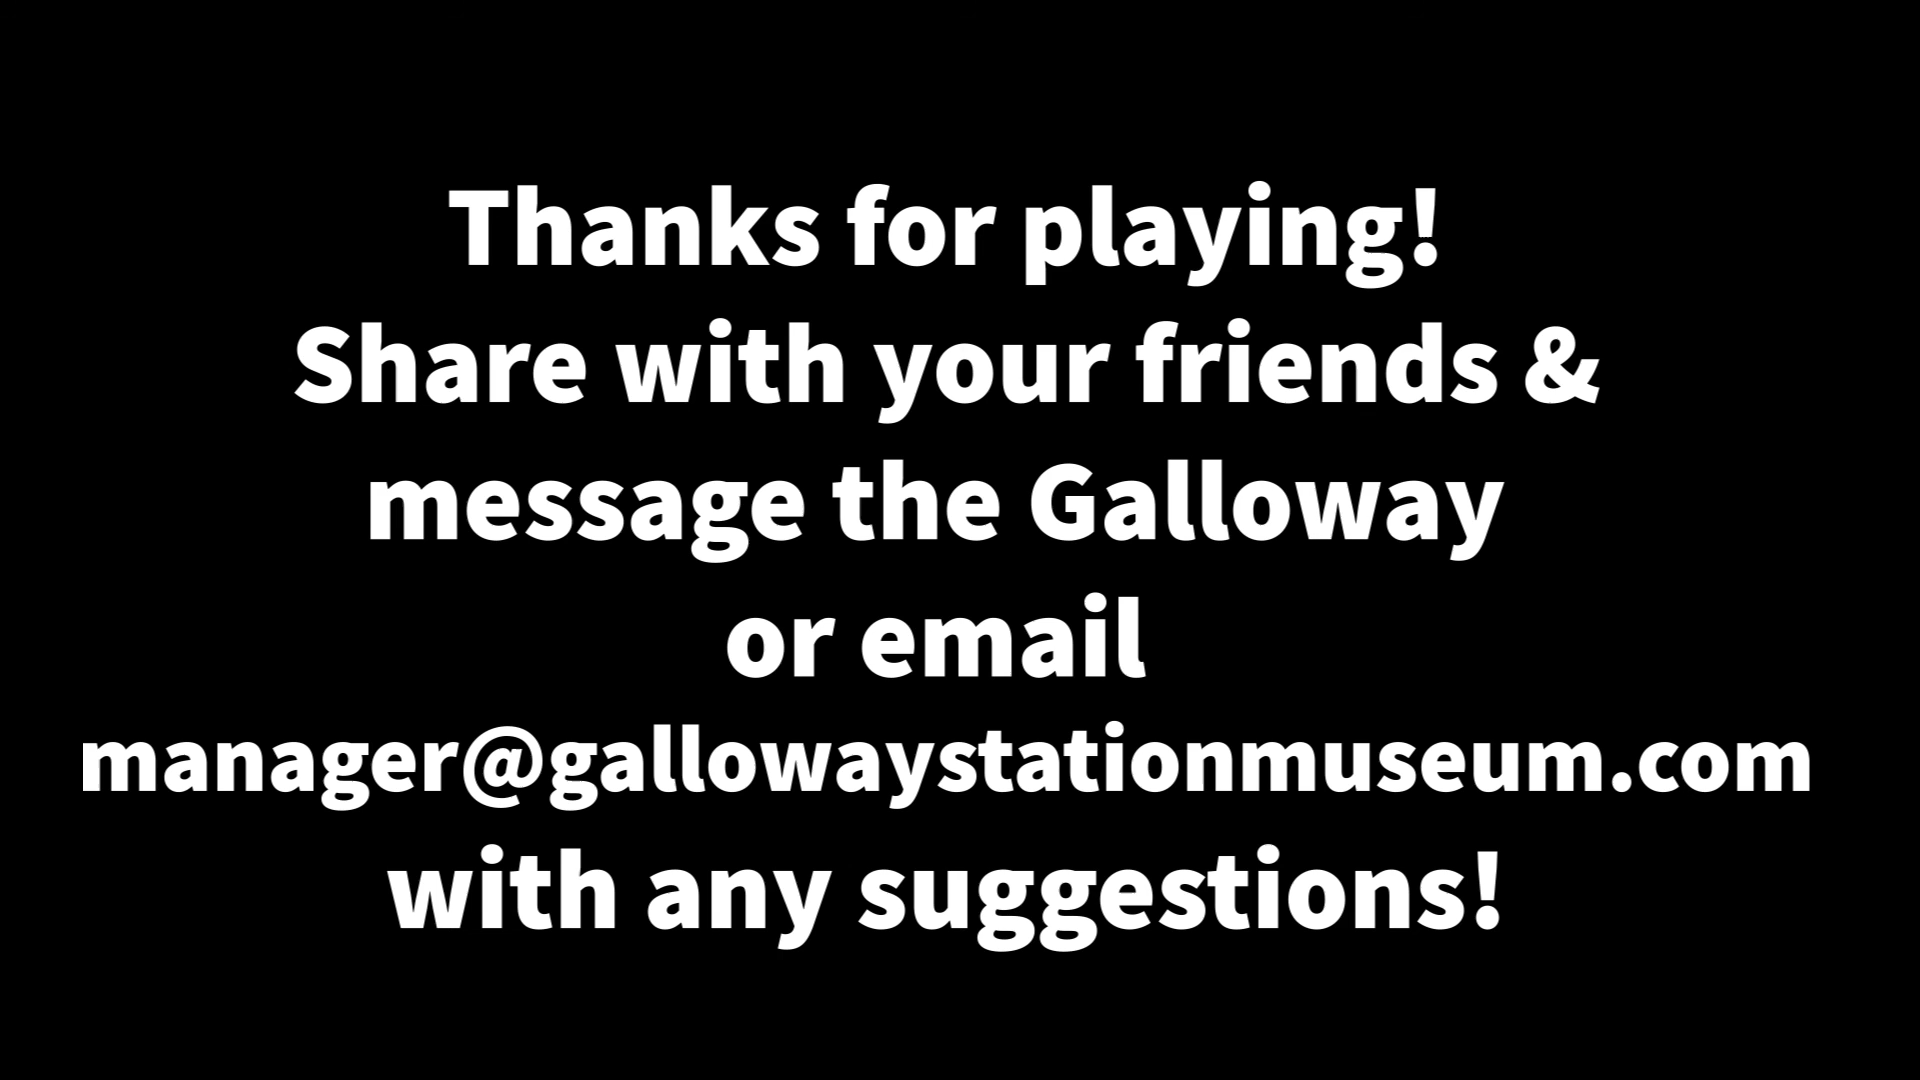 Thanks for playing!
Share with your friends &
message the Galloway
or email
manager@gallowaystationmuseum.com
with any suggestions!